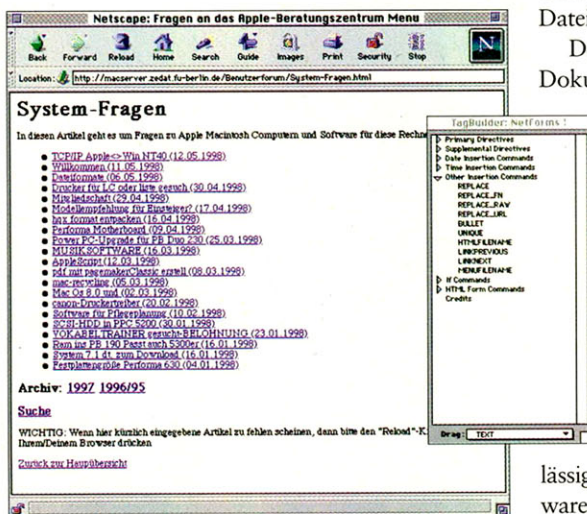 Netscape: Fragen an das Apple-Beratungszentrum Menu
Back Forward Reload Home Search Guide Images Print Security Stop
N
Location: http://macserver.zedat.fu-berlin.de/Benutzerforum/System-Fragen.html
System-Fragen
In diesen Artikel geht es um Fragen zu Apple Macintosh Computern und Software für diese Rechne
TCP/IP Apple<>Win NT40 (12.05.1998)
Willkommen (11.05.1998)
Dateiformate (06.05.1998)
Drucker für LC oder liste gesuch (30.04.1998)
Mitgliedschaft (29.04.1998)
Modellempfehlung für Einsteiger? (17.04.1998)
hqx format entpacken (16.04.1998)
Performa Motherboard (09.04.1998)
Power PC-Upgrade für PB Duo 230 (25.03.1998)
MUSIKSOFTWARE (16.03.1998)
AppleScript (12.03.1998)
pdf mit pagemakerClassic erstell (08.03.1998)
mac-recycling (05.03.1998)
Mac Os 8.0 und (02.03.1998)
canon-Druckertreiber (20.02.1998)
Software für Pflegeplanung (10.02.1998)
SCSI-HDD in PPC 5200 (30.01.1998)
VOKABELTRAINER gesucht-BELOHNUNG (23.01.1998)
Ram ins PB 190 Passt auch 5300er (16.01.1998)
System 7.1 dt. zum Download (16.01.1998)
Festplattengröße Performa 630 (04.01.1998)
Archiv: 1997 1996/95
Suche
WICHTIG: Wenn hier kürzlich eingegebene Artikel zu fehlen scheinen, dann bitte den "Reload"-K
Ihrem/Deinem Browser drücken
Zurück zur Hauptübersicht
Datei
D
Doku
TagBuilder: NetForms
Primary Directives
Supplemental Directives
Date Insertion Commands
Time Insertion Commands
Other Insertion Commands
REPLACE
REPLACE_FN
REPLACE_RAW
REPLACE_URL
BULLET
UNIQUE
HTMLFILENAME
LINKPREVIOUS
LINKNEXT
MENUFILENAME
If Commands
HTML Form Commands
Credits
Drag: TEXT
lässig
ware